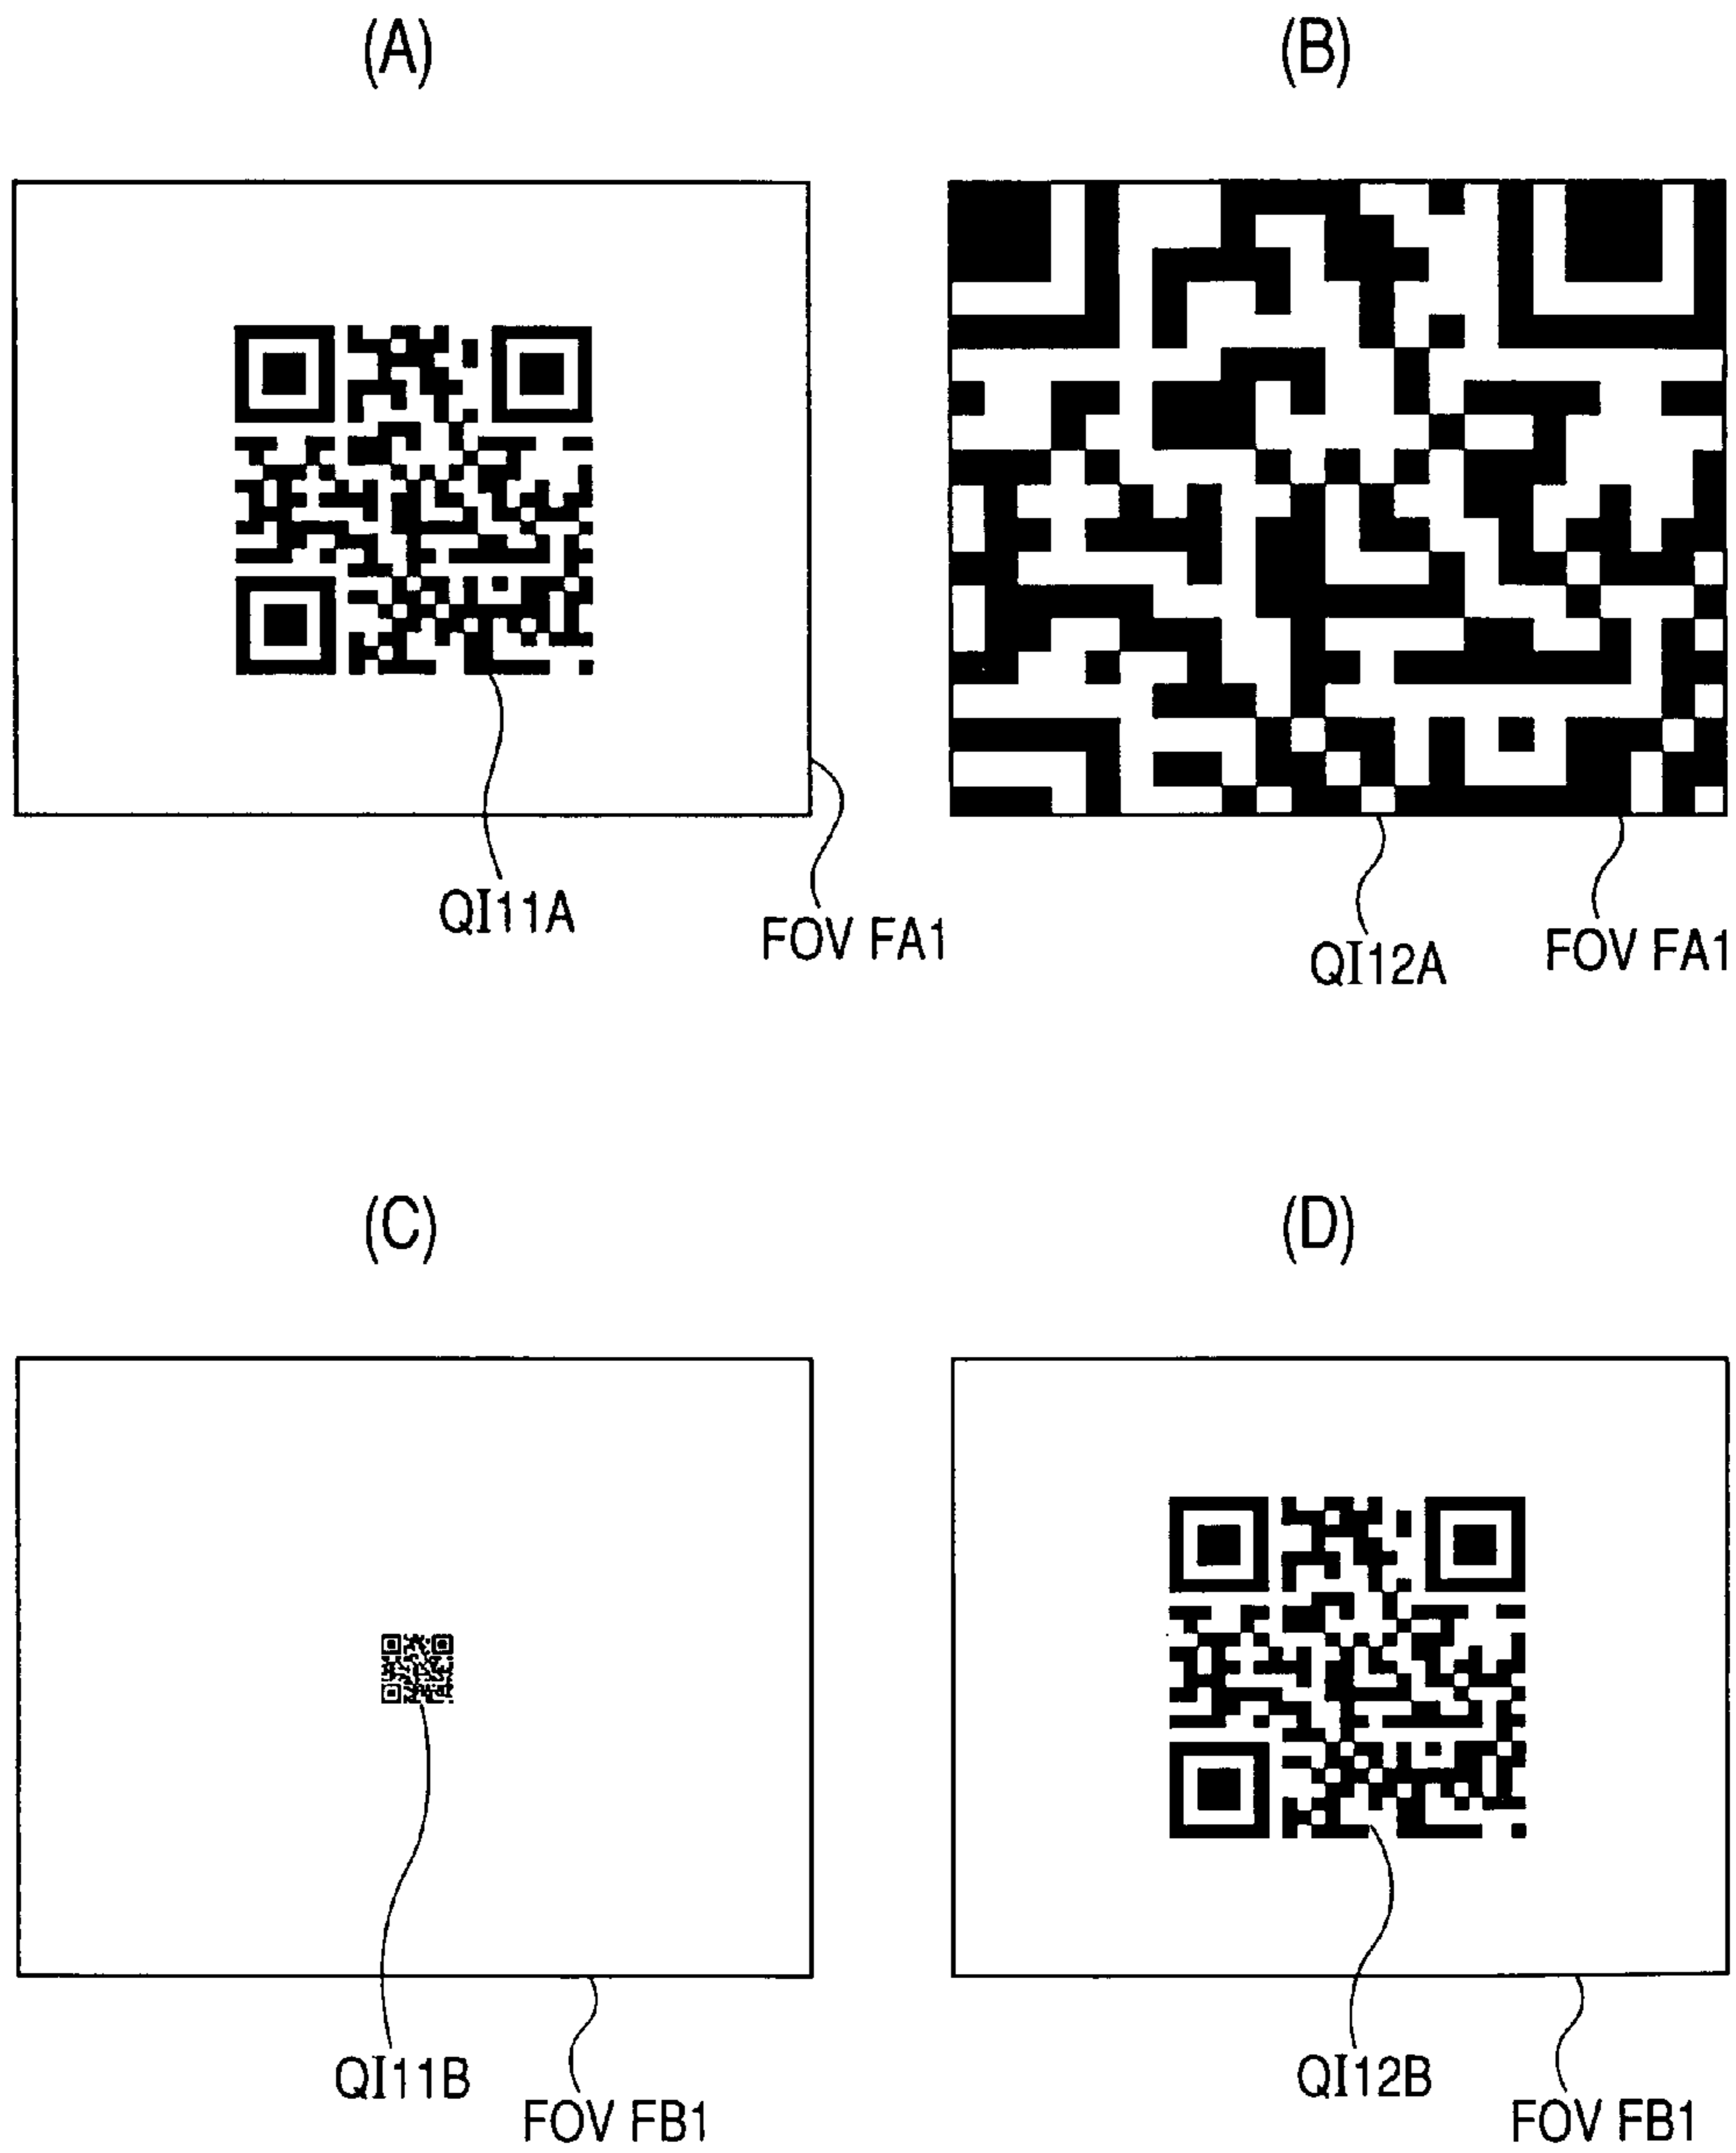 (A)
(B)
QI11A
FOV FA1
QI12A
FOV FA1
(C)
(D)
QI11B
FOV FB1
QI12B
FOV FB1